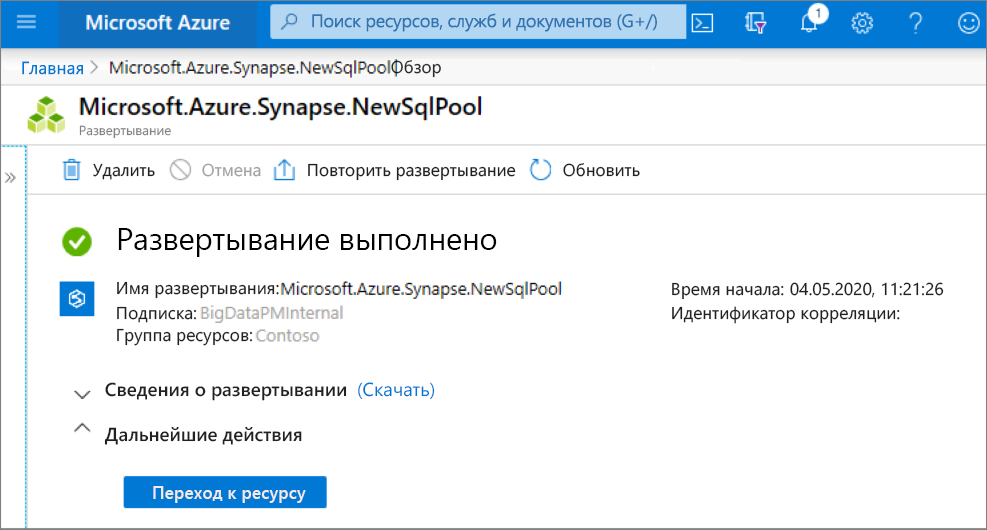 Microsoft Azure Поиск ресурсов, служб и документов (G+/) 1
Главная > Microsoft.Azure.Synapse.NewSqlPoolОбзор
Microsoft.Azure.Synapse.NewSqlPool
Развертывание
» Удалить Отмена Повторить развертывание Обновить
Развертывание выполнено
Имя развертывания:Microsoft.Azure.Synapse.NewSqlPool Время начала: 04.05.2020, 11:21:26
Подписка: BigDataPMInternal Идентификатор корреляции:
Группа ресурсов: Contoso
Сведения о развертывании (Скачать)
Дальнейшие действия
Переход к ресурсу